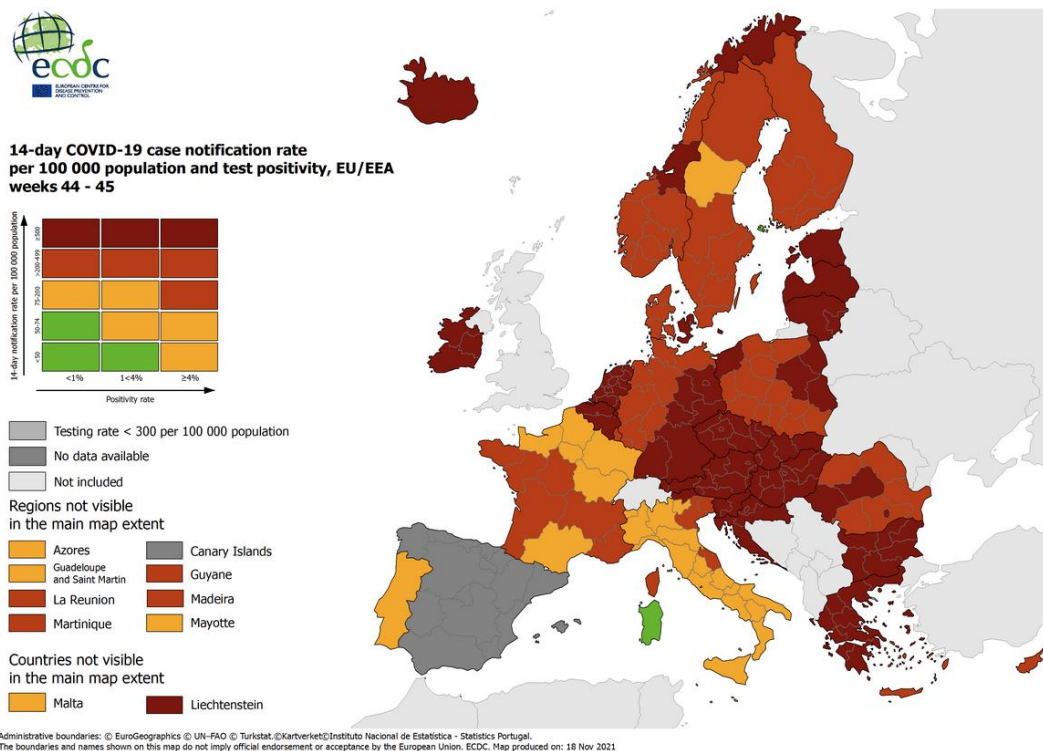 ecdc
EUROPEAN CENTRE FOR
DISEASE PREVENTION
AND CONTROL
14-day COVID-19 case notification rate
per 100 000 population and test positivity, EU/EEA
weeks 44 - 45
14-day notification rate per 100 000 population
≥500
>200-499
75-200
50-74
<50
<1%
1<4%
≥4%
Positivity rate
Testing rate < 300 per 100 000 population
No data available
Not included
Regions not visible
in the main map extent
Azores
Canary Islands
Guadeloupe
and Saint Martin
Guyane
La Reunion
Madeira
Martinique
Mayotte
Countries not visible
in the main map extent
Malta
Liechtenstein
Administrative boundaries: © EuroGeographics © UN–FAO © Turkstat.©Kartverket©Instituto Nacional de Estatística - Statistics Portugal.
The boundaries and names shown on this map do not imply official endorsement or acceptance by the European Union. ECDC. Map produced on: 18 Nov 2021